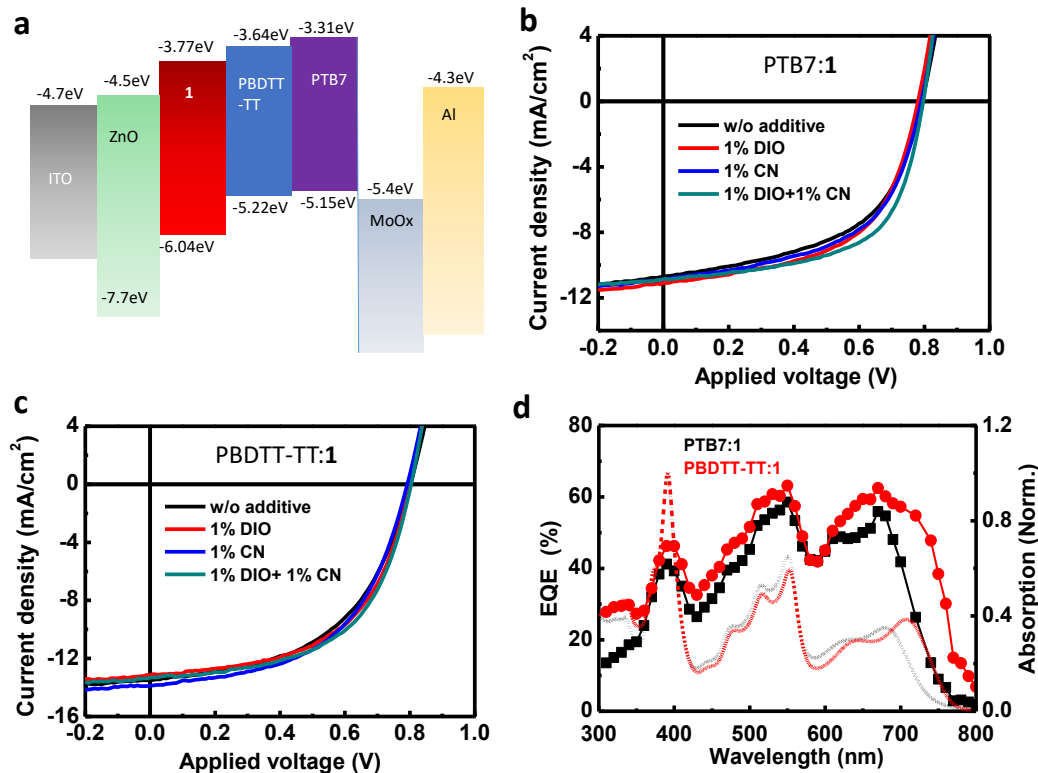 a
-4.7eV
ITO
-4.5eV
ZnO
-7.7eV
-3.77eV
1
-6.04eV
-3.64eV
PBDTT
-TT
-5.22eV
-3.31eV
PTB7
-5.15eV
-5.4eV
MoOx
-4.3eV
Al
b
PTB7:1
w/o additive
1% DIO
1% CN
1% DIO+1% CN
4
0
-4
-8
-12
Current density (mA/cm²)
-0.2 0.0 0.2 0.4 0.6 0.8 1.0
Applied voltage (V)
c
PBDTT-TT:1
w/o additive
1% DIO
1% CN
1% DIO+ 1% CN
4
0
-4
-8
-12
-16
Current density (mA/cm²)
-0.2 0.0 0.2 0.4 0.6 0.8 1.0
Applied voltage (V)
d
PTB7:1
PBDTT-TT:1
80
60
40
20
0
EQE (%)
1.2
0.8
0.4
0.0
Absorption (Norm.)
300 400 500 600 700 800
Wavelength (nm)